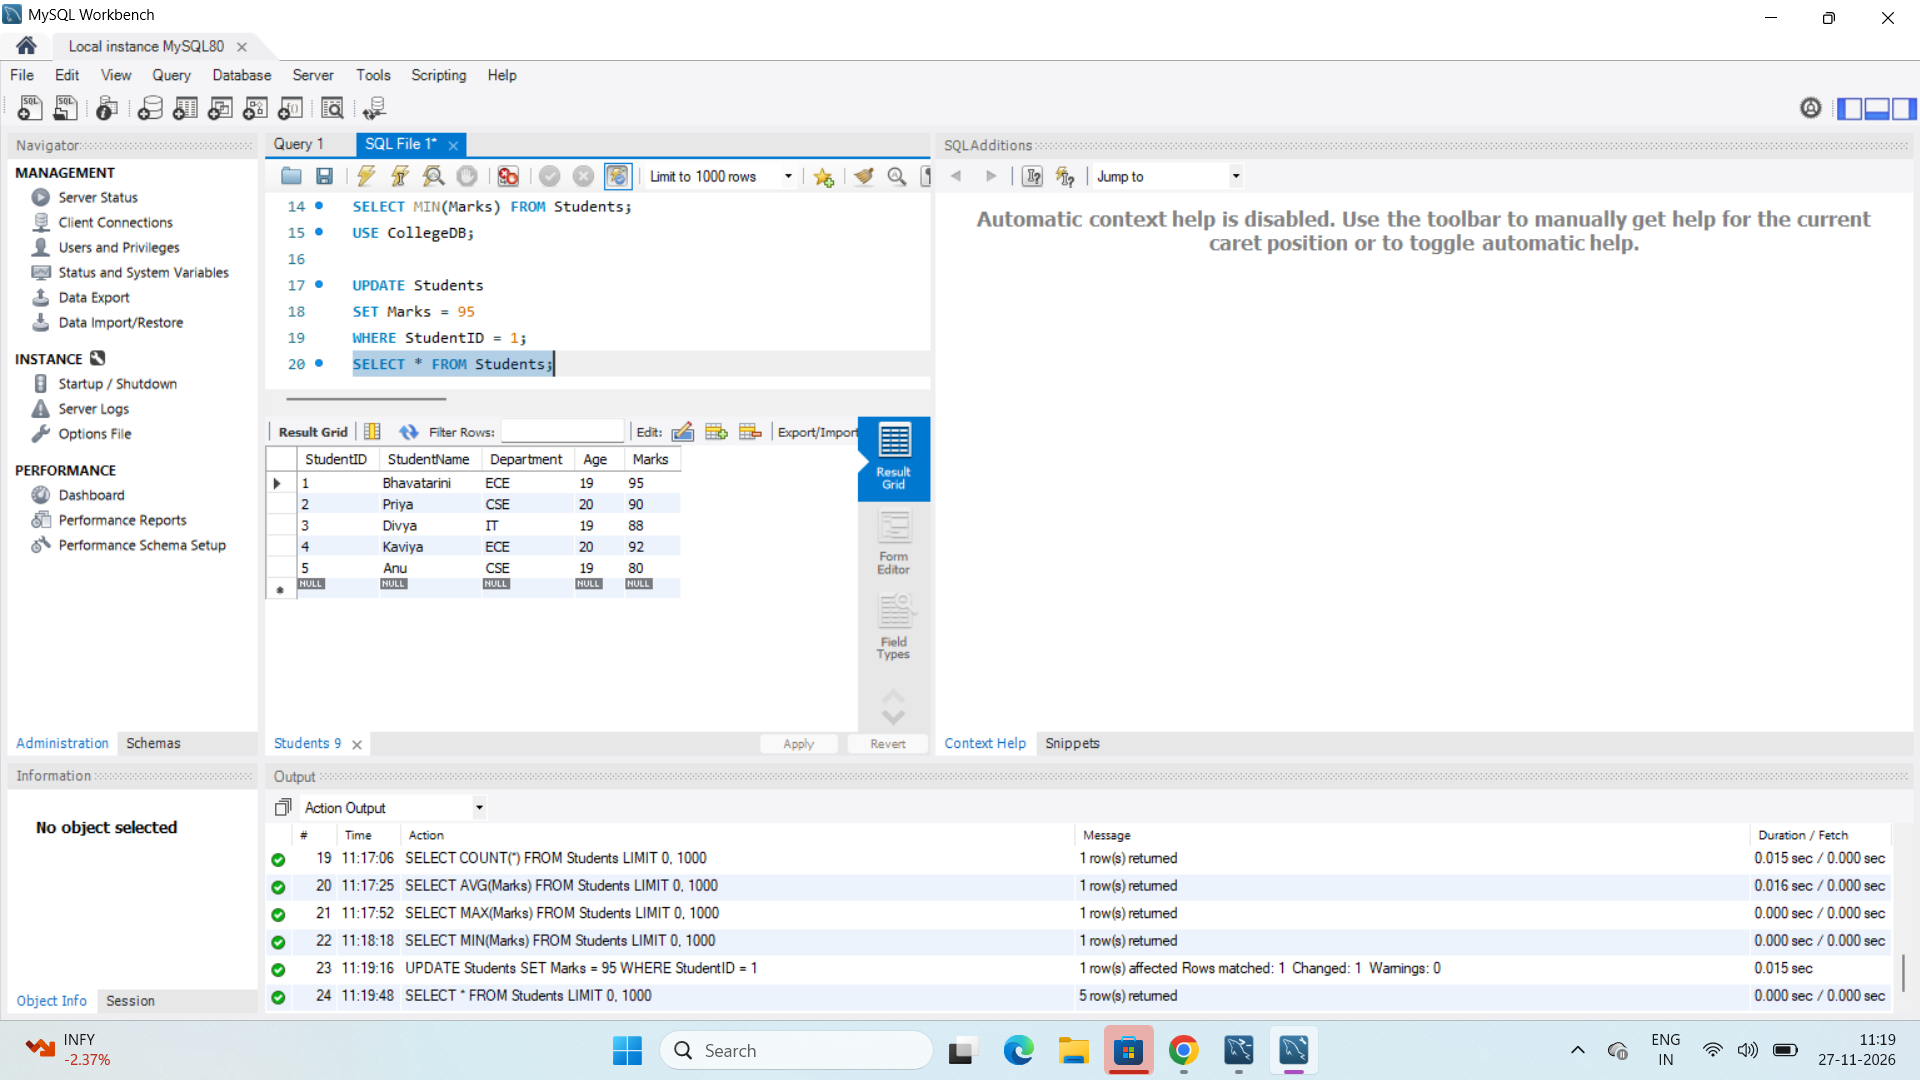 MySQL Workbench
Local instance MySQL80
File Edit View Query Database Server Tools Scripting Help
Navigator
MANAGEMENT
Server Status
Client Connections
Users and Privileges
Status and System Variables
Data Export
Data Import/Restore
INSTANCE
Startup / Shutdown
Server Logs
Options File
PERFORMANCE
Dashboard
Performance Reports
Performance Schema Setup
Administration Schemas
Information
No object selected
Object Info Session
Query 1 SQL File 1*
Limit to 1000 rows
14 SELECT MIN(Marks) FROM Students;
15 USE CollegeDB;
16
17 UPDATE Students
18 SET Marks = 95
19 WHERE StudentID = 1;
20 SELECT * FROM Students;
Result Grid Filter Rows: Edit: Export/Import
StudentID StudentName Department Age Marks
1 Bhavatarini ECE 19 95
2 Priya CSE 20 90
3 Divya IT 19 88
4 Kaviya ECE 20 92
5 Anu CSE 19 80
NULL NULL NULL NULL NULL
Result Grid
Form Editor
Field Types
Students 9
Apply Revert
SQLAdditions
Jump to
Automatic context help is disabled. Use the toolbar to manually get help for the current
caret position or to toggle automatic help.
Context Help Snippets
Output
Action Output
# Time Action Message Duration / Fetch
19 11:17:06 SELECT COUNT(*) FROM Students LIMIT 0, 1000 1 row(s) returned 0.015 sec / 0.000 sec
20 11:17:25 SELECT AVG(Marks) FROM Students LIMIT 0, 1000 1 row(s) returned 0.016 sec / 0.000 sec
21 11:17:52 SELECT MAX(Marks) FROM Students LIMIT 0, 1000 1 row(s) returned 0.000 sec / 0.000 sec
22 11:18:18 SELECT MIN(Marks) FROM Students LIMIT 0, 1000 1 row(s) returned 0.000 sec / 0.000 sec
23 11:19:16 UPDATE Students SET Marks = 95 WHERE StudentID = 1 1 row(s) affected Rows matched: 1 Changed: 1 Warnings: 0 0.015 sec
24 11:19:48 SELECT * FROM Students LIMIT 0, 1000 5 row(s) returned 0.000 sec / 0.000 sec
INFY
-2.37%
Search
ENG
IN
11:19
27-11-2026